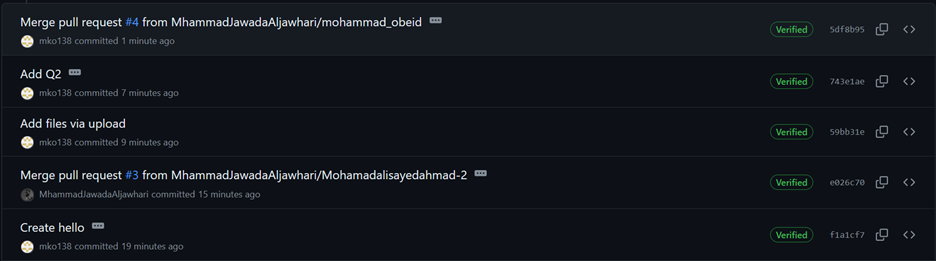 Merge pull request #4 from MhammadJawadaAljawhari/mohammad_obeid
mko138 committed 1 minute ago
Verified
5df8b95
Add Q2
mko138 committed 7 minutes ago
Verified
743e1ae
Add files via upload
mko138 committed 9 minutes ago
Verified
59bb31e
Merge pull request #3 from MhammadJawadaAljawhari/Mohamadalisayedahmad-2
MhammadJawadaAljawhari committed 15 minutes ago
Verified
e026c70
Create hello
mko138 committed 19 minutes ago
Verified
f1a1cf7